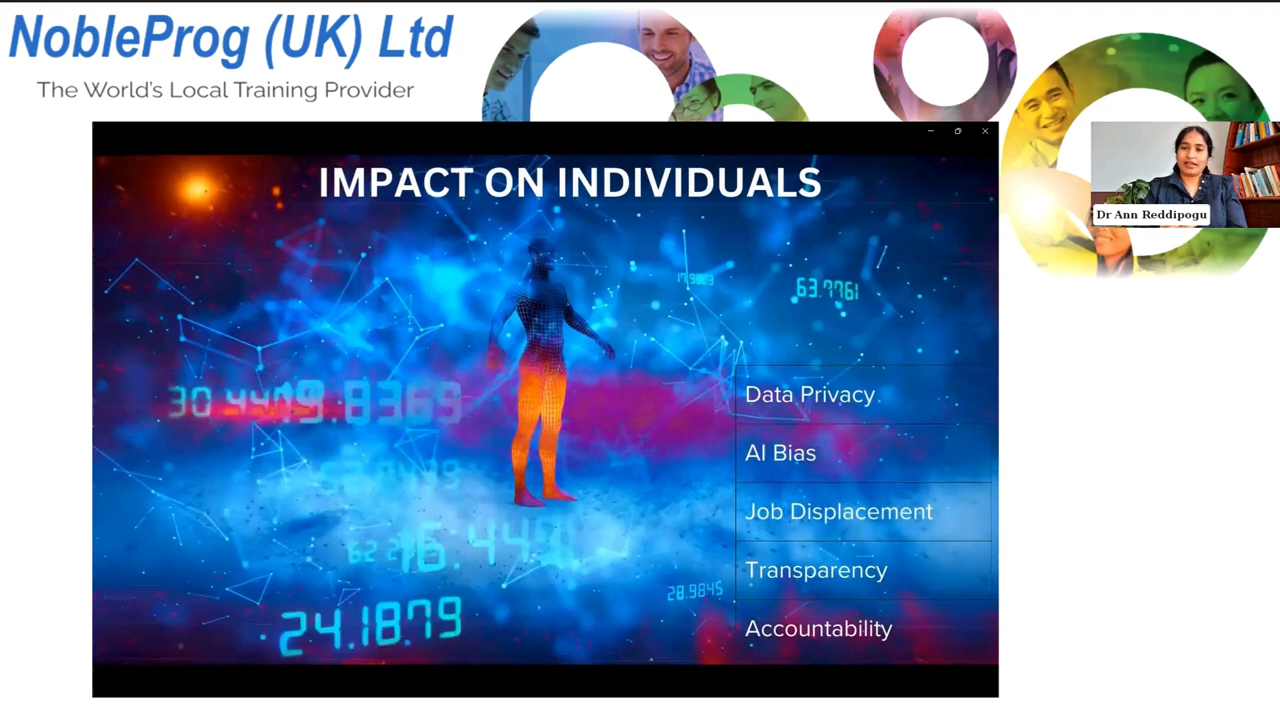 NobleProg (UK) Ltd
The World's Local Training Provider
IMPACT ON INDIVIDUALS
Dr Ann Reddipogu
63.7761
Data Privacy
AI Bias
Job Displacement
Transparency
28.9845
Accountability
24.1879